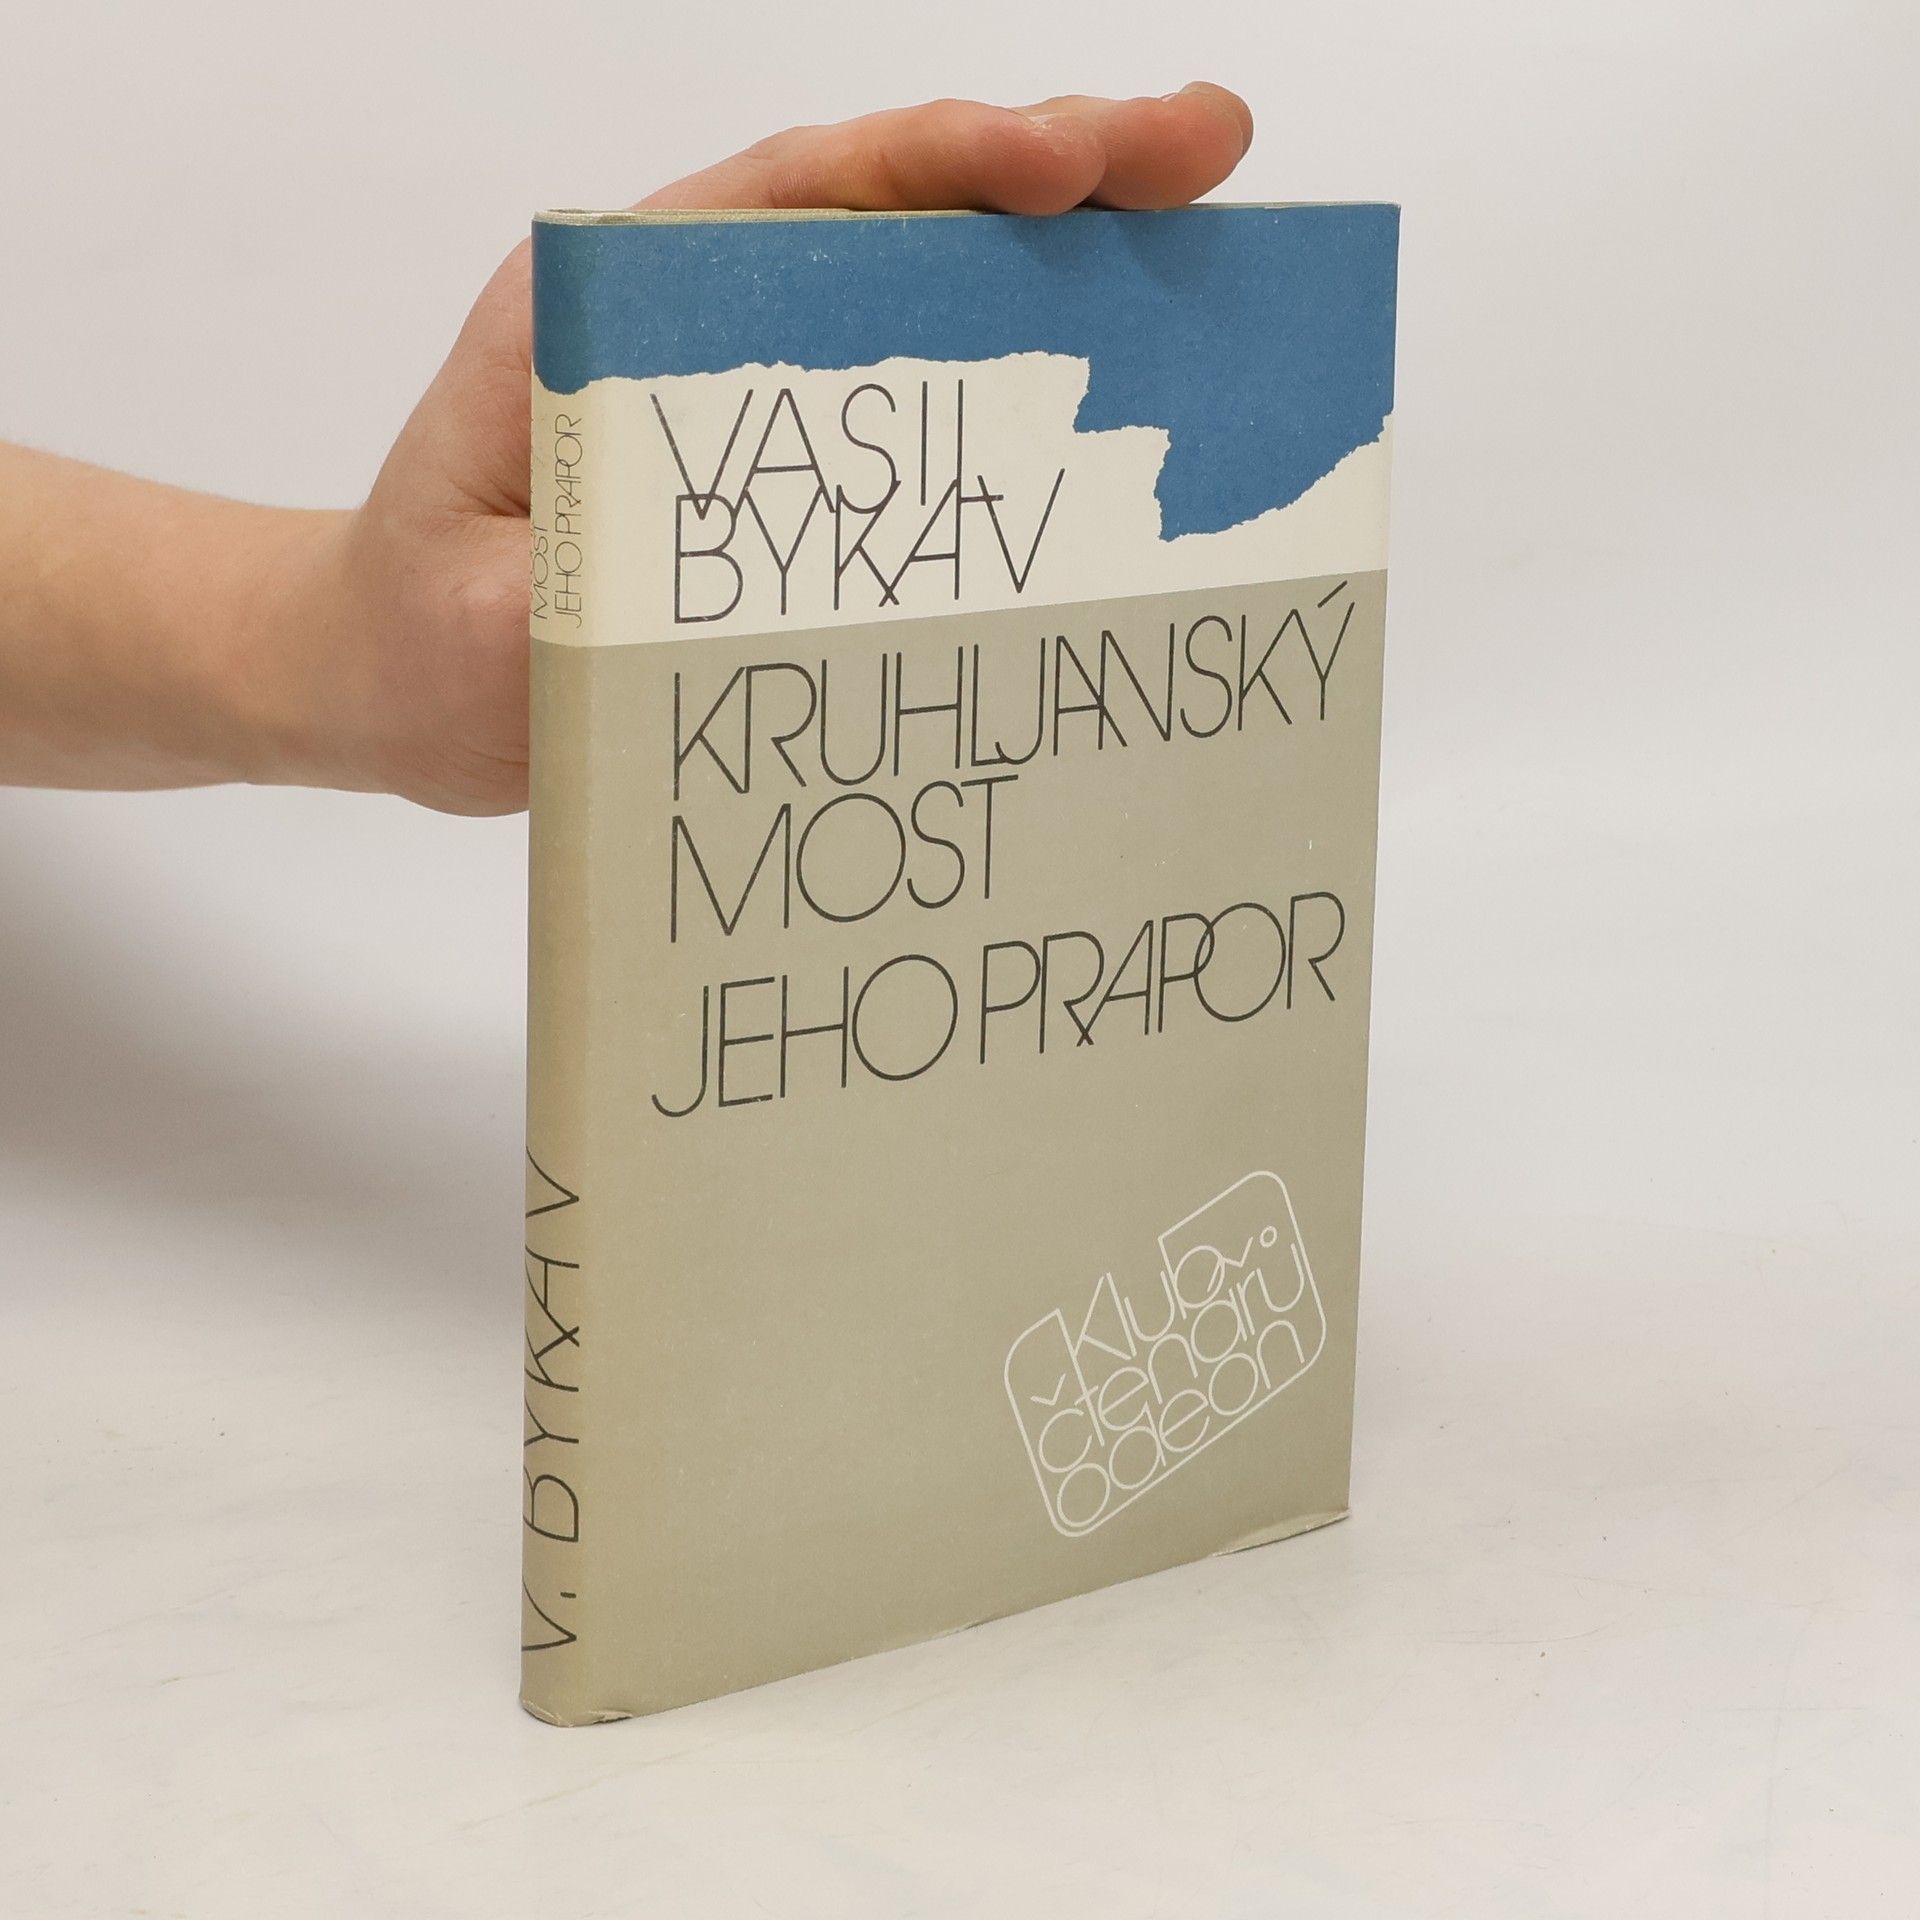 VASIL
BYKAV
KRUHLJANSKÝ
MOST
JEHO PRAPOR
klub
čtenářů
odeon
MOST
JEHO PRAPOR
V. BYKAV